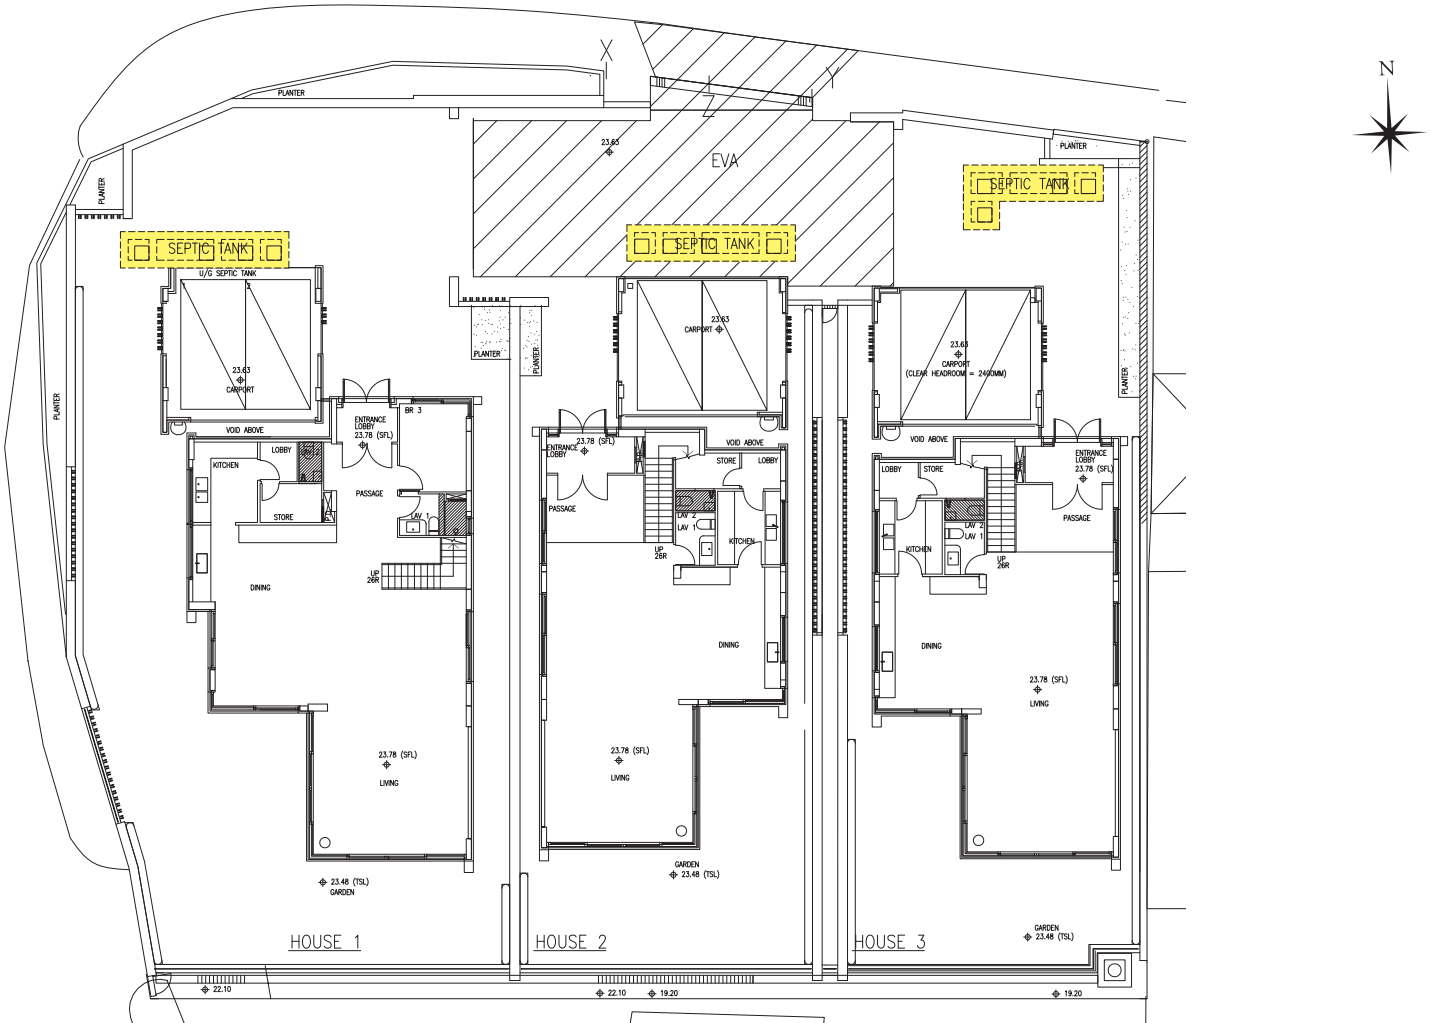 X
N
Y
Z
PLANTER
23.63
EVA
PLANTER
PLANTER
SEPTIC TANK
SEPTIC TANK
SEPTIC TANK
U/G SEPTIC TANK
1
2
23.63
CARPORT
PLANTER
PLANTER
CARPORT
23.63
23.63
CARPORT
(CLEAR HEADROOM = 2400MM)
PLANTER
PLANTER
BR 3
ENTRANCE
LOBBY
23.78 (SFL)
VOID ABOVE
LOBBY
LAV 2
KITCHEN
PASSAGE
STORE
LAV 1
UP
26R
DINING
23.78 (SFL)
LIVING
23.48 (TSL)
GARDEN
HOUSE 1
23.78 (SFL)
ENTRANCE
LOBBY
VOID ABOVE
STORE
LOBBY
PASSAGE
LAV 2
LAV 1
KITCHEN
UP
26R
DINING
23.78 (SFL)
LIVING
GARDEN
23.48 (TSL)
HOUSE 2
VOID ABOVE
ENTRANCE
LOBBY
23.78 (SFL)
LOBBY
STORE
PASSAGE
LAV 2
LAV 1
KITCHEN
UP
26R
DINING
23.78 (SFL)
LIVING
GARDEN
23.48 (TSL)
HOUSE 3
22.10
22.10
19.20
19.20